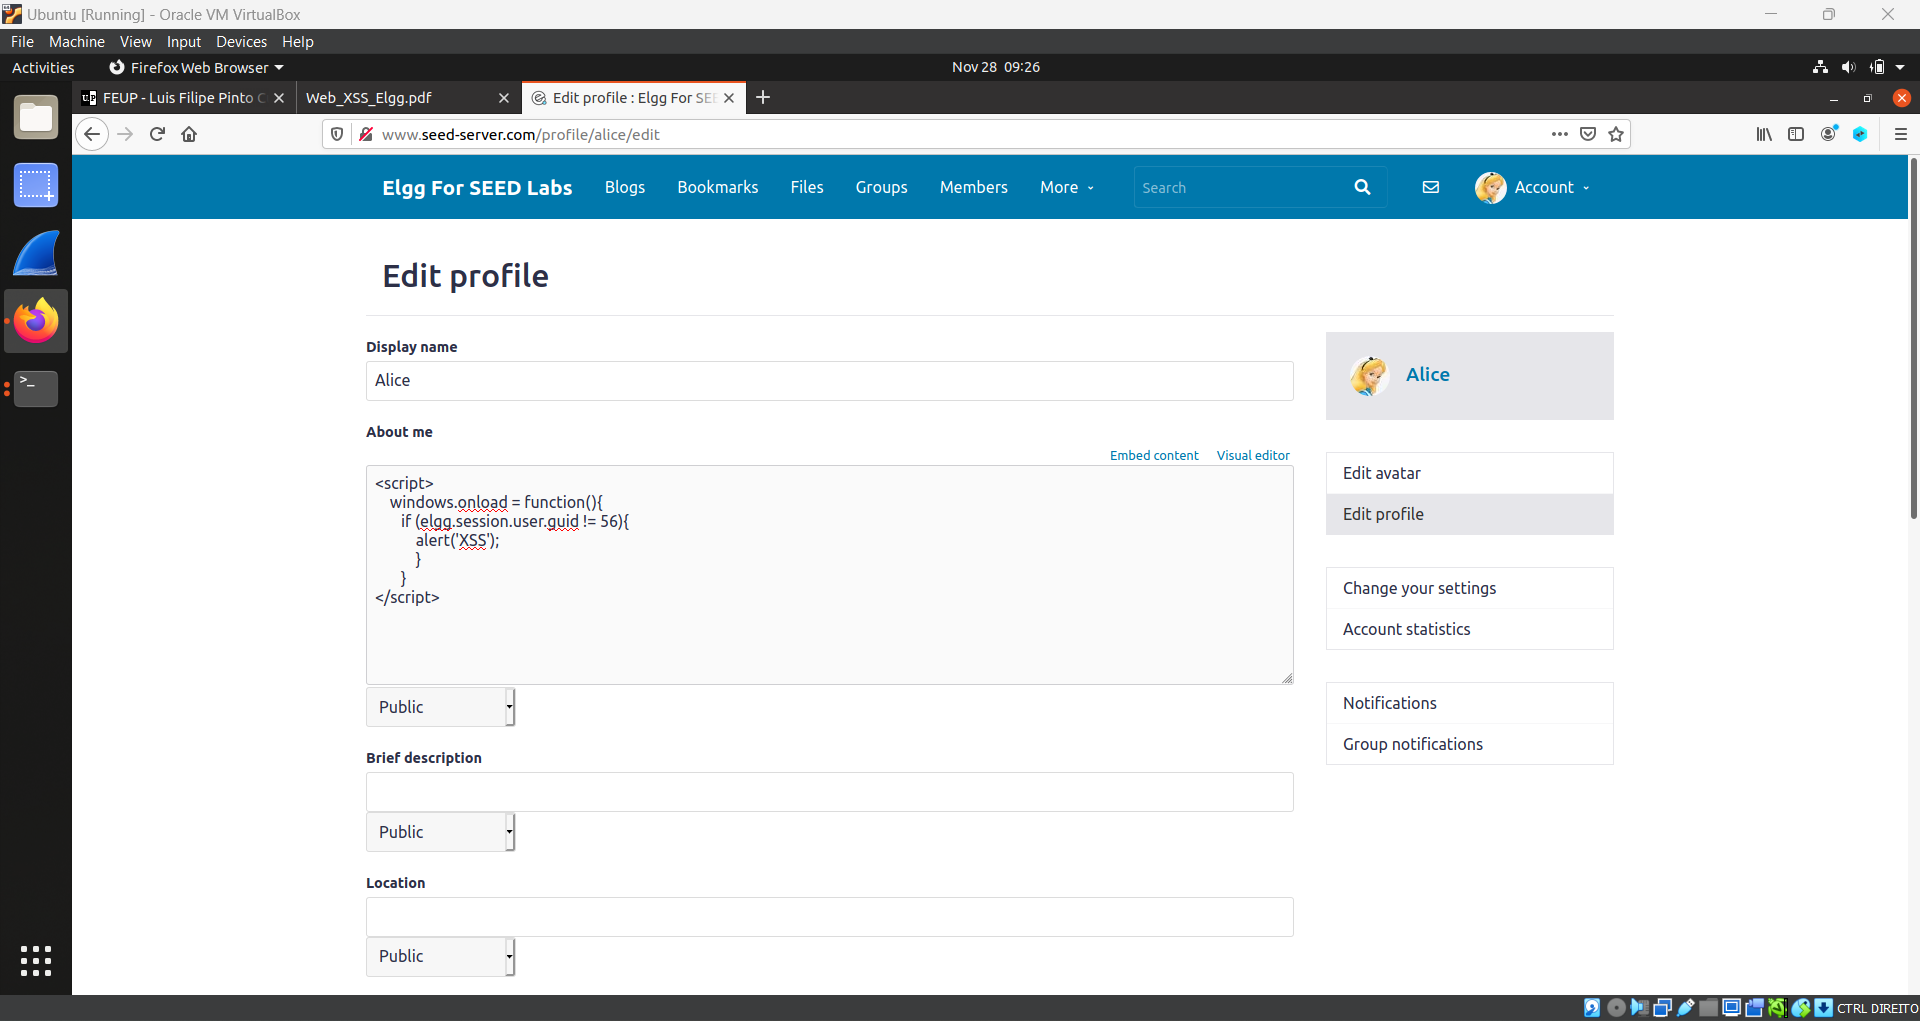 Ubuntu [Running] - Oracle VM VirtualBox
File Machine View Input Devices Help
Activities Firefox Web Browser Nov 28 09:26
FEUP - Luis Filipe Pinto C Web_XSS_Elgg.pdf Edit profile : Elgg For SEE
www.seed-server.com/profile/alice/edit
Elgg For SEED Labs Blogs Bookmarks Files Groups Members More Search Account
Edit profile
Display name
Alice
About me
Embed content Visual editor
<script>
windows.onload = function(){
if (elgg.session.user.guid != 56){
alert('XSS');
}
}
</script>
Public
Brief description
Public
Location
Public
Alice
Edit avatar
Edit profile
Change your settings
Account statistics
Notifications
Group notifications
CTRL DIREITO